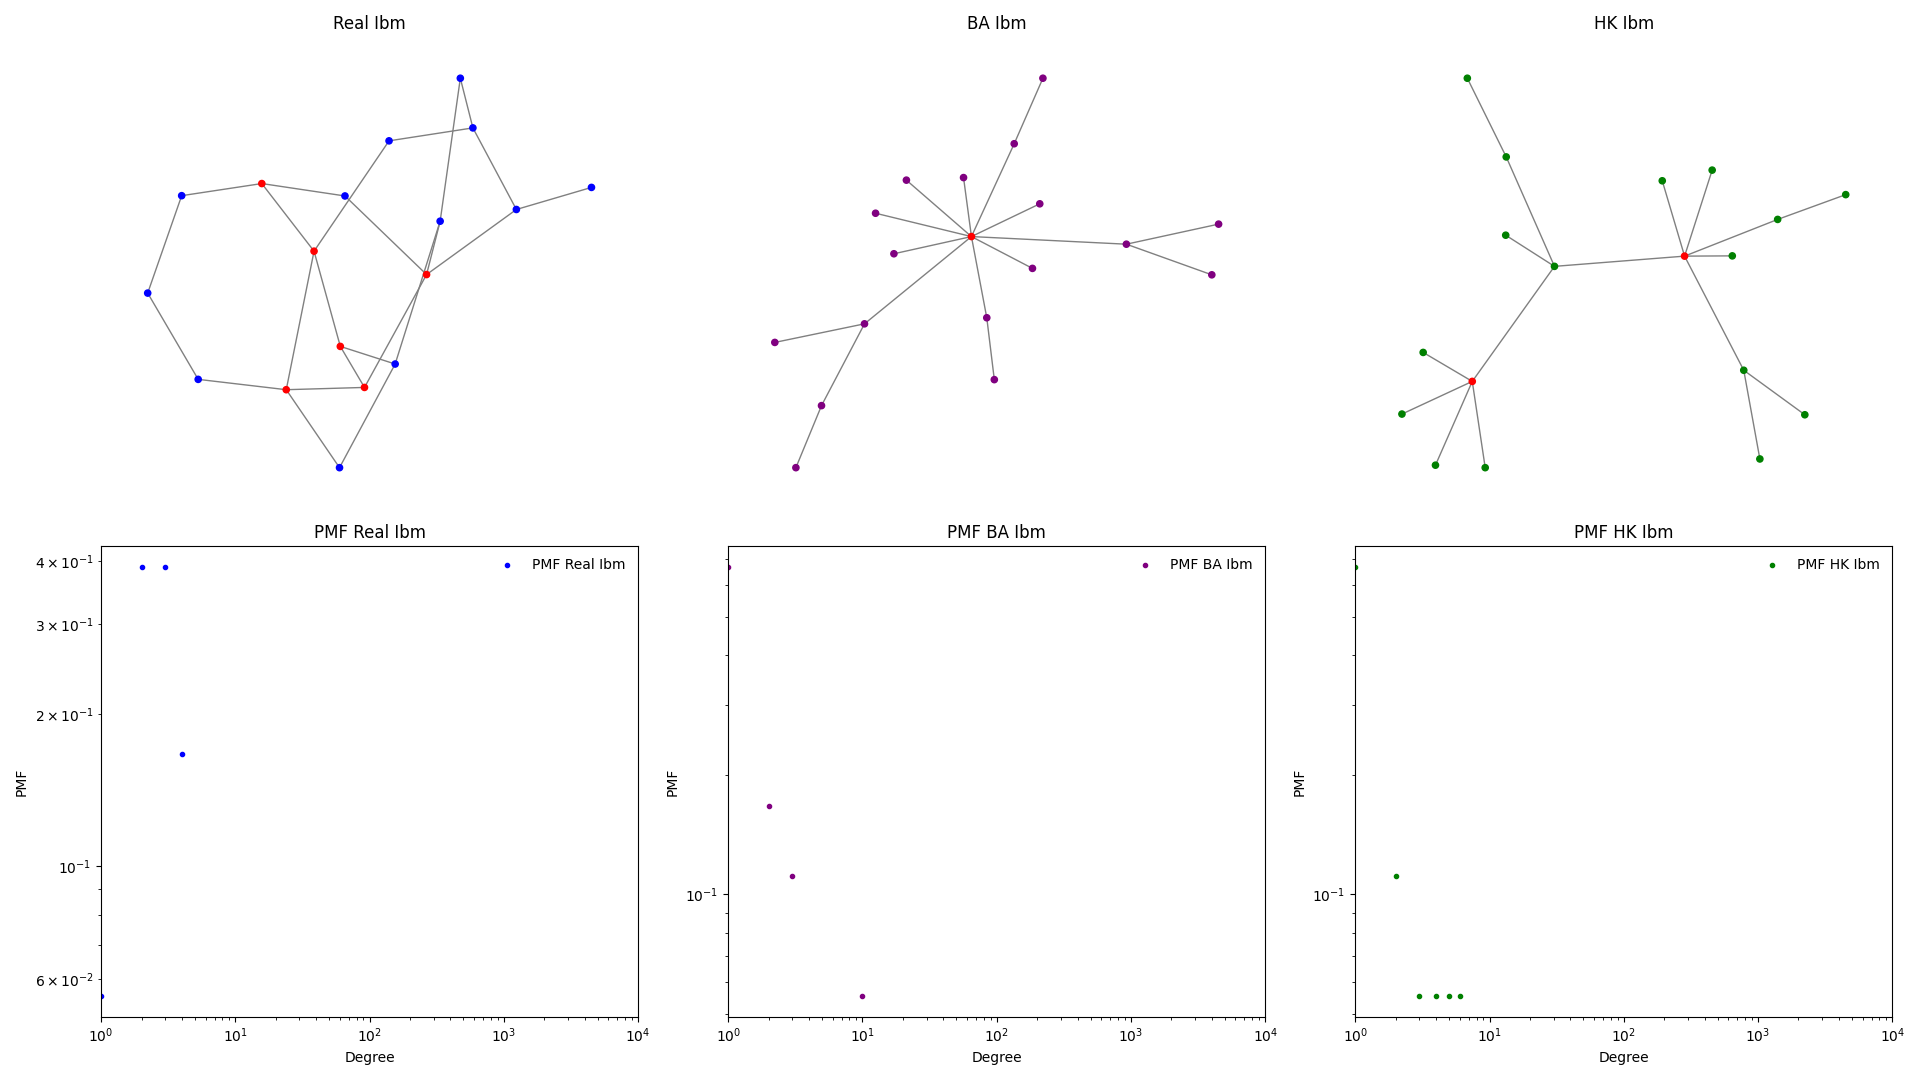 Real Ibm
BA Ibm
HK Ibm
PMF Real Ibm
PMF
4 × 10⁻¹
3 × 10⁻¹
2 × 10⁻¹
10⁻¹
6 × 10⁻²
PMF Real Ibm
10⁰ 10¹ 10² 10³ 10⁴
Degree
PMF BA Ibm
PMF
10⁻¹
PMF BA Ibm
10⁰ 10¹ 10² 10³ 10⁴
Degree
PMF HK Ibm
PMF
10⁻¹
PMF HK Ibm
10⁰ 10¹ 10² 10³ 10⁴
Degree